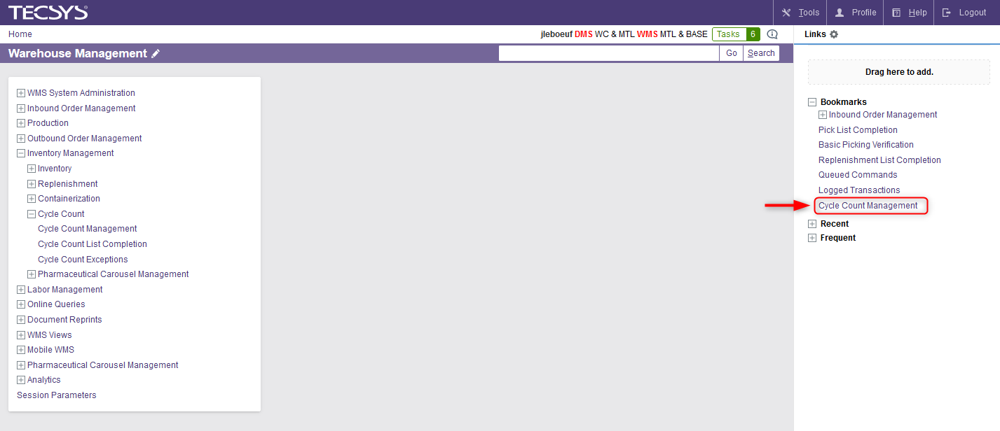 TECSYS
Tools Profile Help Logout
Home
jleboeuf DMS WC & MTL WMS MTL & BASE Tasks 6
Links
Warehouse Management
Go Search
Drag here to add.
WMS System Administration
Inbound Order Management
Production
Outbound Order Management
Inventory Management
Inventory
Replenishment
Containerization
Cycle Count
Cycle Count Management
Cycle Count List Completion
Cycle Count Exceptions
Pharmaceutical Carousel Management
Labor Management
Online Queries
Document Reprints
WMS Views
Mobile WMS
Pharmaceutical Carousel Management
Analytics
Session Parameters
Bookmarks
Inbound Order Management
Pick List Completion
Basic Picking Verification
Replenishment List Completion
Queued Commands
Logged Transactions
Cycle Count Management
Recent
Frequent